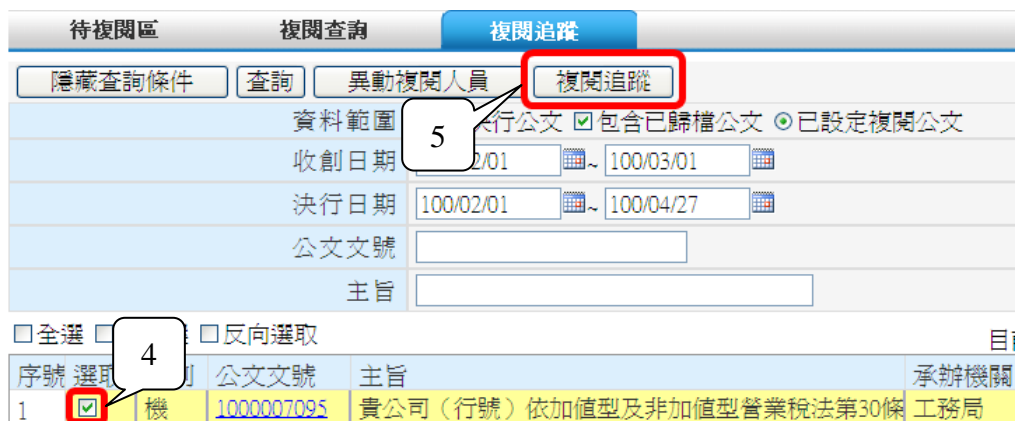 待複閱區 複閱查詢 複閱追蹤
隱藏查詢條件 查詢 異動複閱人員 複閱追蹤
資料範圍 決行公文 包含已歸檔公文 已設定複閱公文
5
收創日期 2/01 ~ 100/03/01
決行日期 100/02/01 ~ 100/04/27
公文文號
主旨
全選 反向選取
目前
4
序號 選取 別 公文文號 主旨 承辦機關
1 機 1000007095 貴公司（行號）依加值型及非加值型營業稅法第30條 工務局